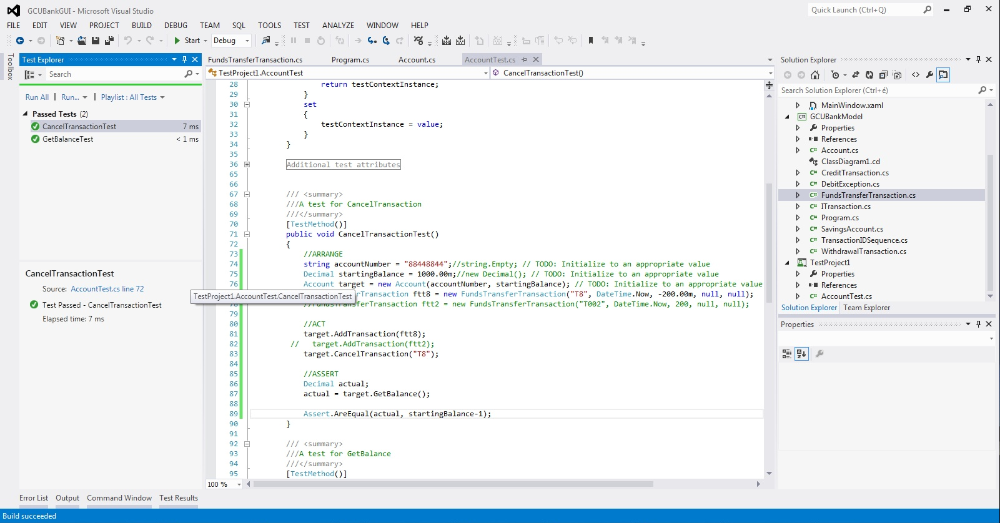 GCUBankGUI - Microsoft Visual Studio
Quick Launch (Ctrl+Q)
FILE EDIT VIEW PROJECT BUILD DEBUG TEAM SQL TOOLS TEST ANALYZE WINDOW HELP
Start Debug
Toolbox
Test Explorer
Search
Run All | Run... | Playlist : All Tests
Passed Tests (2)
CancelTransactionTest 7 ms
GetBalanceTest < 1 ms
CancelTransactionTest
Source: AccountTest.cs line 72
Test Passed - CancelTransactionTest
Elapsed time: 7 ms
FundsTransferTransaction.cs Program.cs Account.cs AccountTest.cs
TestProject1.AccountTest CancelTransactionTest()
28 return testContextInstance;
29 }
30 set
31 {
32 testContextInstance = value;
33 }
34 }
35
36 Additional test attributes
65
66
67 /// <summary>
68 ///A test for CancelTransaction
69 ///</summary>
70 [TestMethod()]
71 public void CancelTransactionTest()
72 {
73 //ARRANGE
74 string accountNumber = "88448844";//string.Empty; // TODO: Initialize to an appropriate value
75 Decimal startingBalance = 1000.00m;//new Decimal(); // TODO: Initialize to an appropriate value
76 Account target = new Account(accountNumber, startingBalance); // TODO: Initialize to an appropriate value
TestProject1.AccountTest.CancelTransactionTest
erTransaction ftt8 = new FundsTransferTransaction("T8", DateTime.Now, -200.00m, null, null);
//FundsTransferTransaction ftt2 = new FundsTransferTransaction("T002", DateTime.Now, 200, null, null);
79
80 //ACT
81 target.AddTransaction(ftt8);
82 // target.AddTransaction(ftt2);
83 target.CancelTransaction("T8");
84
85 //ASSERT
86 Decimal actual;
87 actual = target.GetBalance();
88
89 Assert.AreEqual(actual, startingBalance-1);
90 }
91
92 /// <summary>
93 ///A test for GetBalance
94 ///</summary>
95 [TestMethod()]
100 %
Solution Explorer
Search Solution Explorer (Ctrl+é)
MainWindow.xaml
GCUBankModel
Properties
References
Account.cs
ClassDiagram1.cd
CreditTransaction.cs
DebitException.cs
FundsTransferTransaction.cs
ITransaction.cs
Program.cs
SavingsAccount.cs
TransactionIDSequence.cs
WithdrawalTransaction.cs
TestProject1
Properties
References
AccountTest.cs
Solution Explorer Team Explorer
Properties
Error List Output Command Window Test Results
Build succeeded